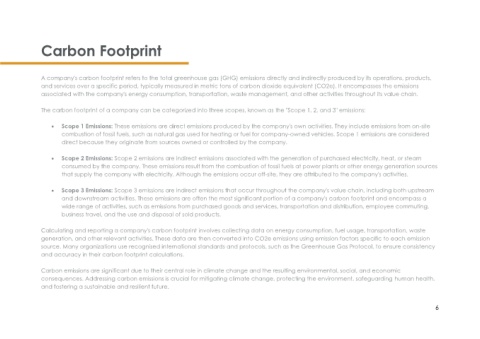 Carbon Footprint
A company's carbon footprint refers to the total greenhouse gas (GHG) emissions directly and indirectly produced by its operations, products,
and services over a specific period, typically measured in metric tons of carbon dioxide equivalent (CO2e). It encompasses the emissions
associated with the company's energy consumption, transportation, waste management, and other activities throughout its value chain.
The carbon footprint of a company can be categorized into three scopes, known as the "Scope 1, 2, and 3" emissions:
• Scope 1 Emissions: These emissions are direct emissions produced by the company's own activities. They include emissions from on-site
combustion of fossil fuels, such as natural gas used for heating or fuel for company-owned vehicles. Scope 1 emissions are considered
direct because they originate from sources owned or controlled by the company.
• Scope 2 Emissions: Scope 2 emissions are indirect emissions associated with the generation of purchased electricity, heat, or steam
consumed by the company. These emissions result from the combustion of fossil fuels at power plants or other energy generation sources
that supply the company with electricity. Although the emissions occur off-site, they are attributed to the company's activities.
• Scope 3 Emissions: Scope 3 emissions are indirect emissions that occur throughout the company's value chain, including both upstream
and downstream activities. These emissions are often the most significant portion of a company's carbon footprint and encompass a
wide range of activities, such as emissions from purchased goods and services, transportation and distribution, employee commuting,
business travel, and the use and disposal of sold products.
Calculating and reporting a company's carbon footprint involves collecting data on energy consumption, fuel usage, transportation, waste
generation, and other relevant activities. These data are then converted into CO2e emissions using emission factors specific to each emission
source. Many organizations use recognized international standards and protocols, such as the Greenhouse Gas Protocol, to ensure consistency
and accuracy in their carbon footprint calculations.
Carbon emissions are significant due to their central role in climate change and the resulting environmental, social, and economic
consequences. Addressing carbon emissions is crucial for mitigating climate change, protecting the environment, safeguarding human health,
and fostering a sustainable and resilient future.
6